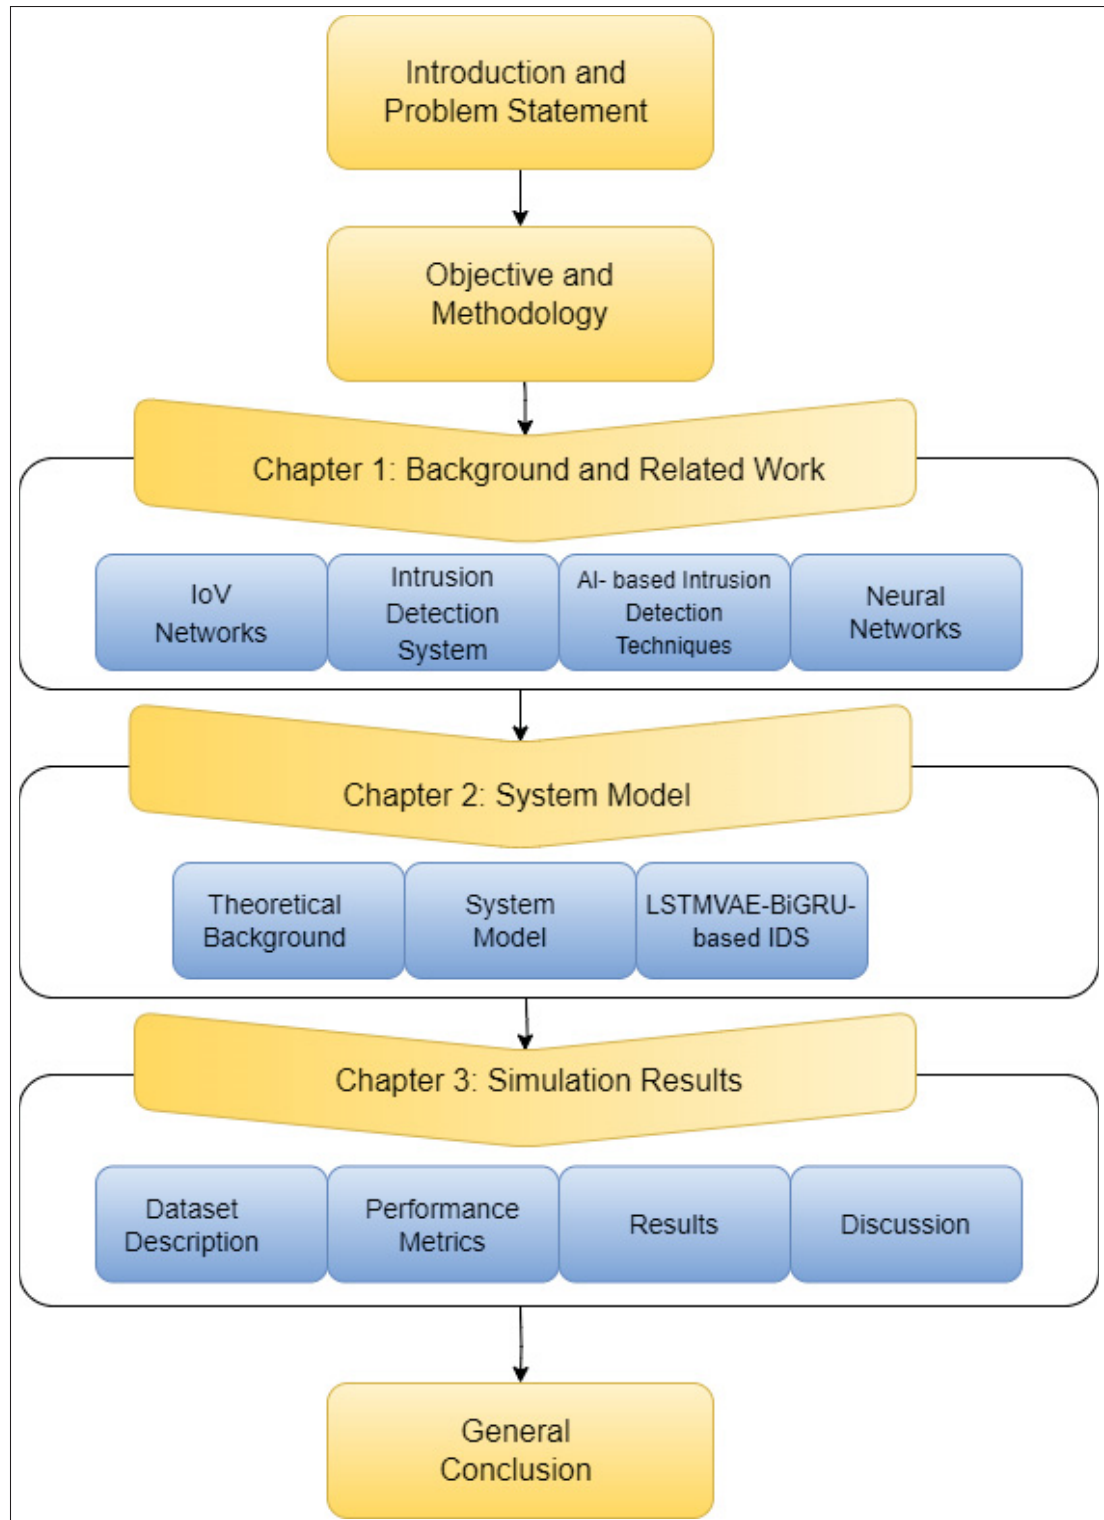 Introduction and
Problem Statement
Objective and
Methodology
Chapter 1: Background and Related Work
IoV
Networks
Intrusion
Detection
System
AI- based Intrusion
Detection
Techniques
Neural
Networks
Chapter 2: System Model
Theoretical
Background
System
Model
LSTMVAE-BiGRU-
based IDS
Chapter 3: Simulation Results
Dataset
Description
Performance
Metrics
Results
Discussion
General
Conclusion